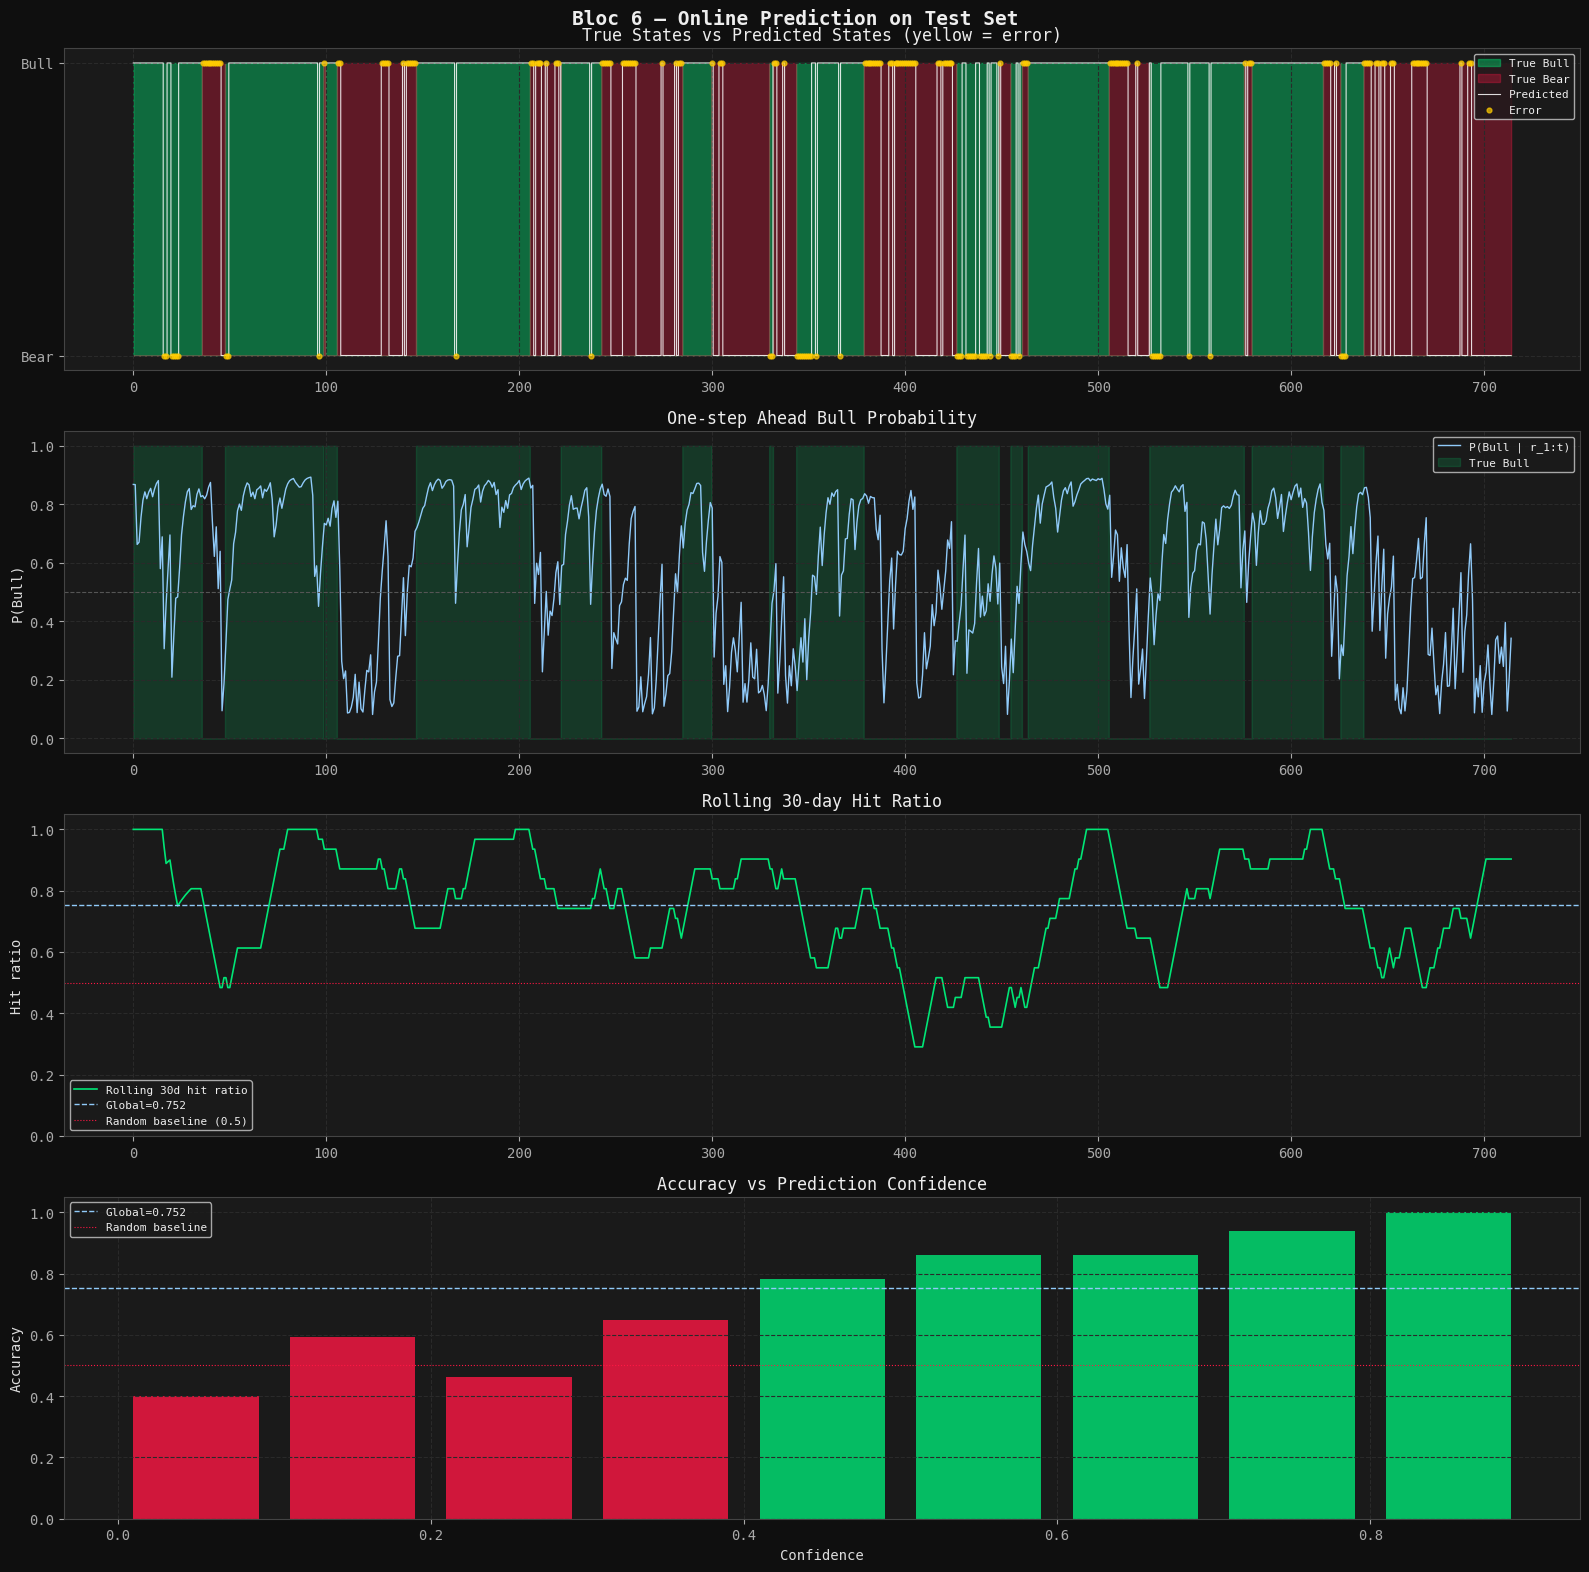 Bloc 6 — Online Prediction on Test Set
True States vs Predicted States (yellow = error)
Bull
Bear
True Bull
True Bear
Predicted
Error
0 100 200 300 400 500 600 700
One-step Ahead Bull Probability
P(Bull)
1.0
0.8
0.6
0.4
0.2
0.0
P(Bull | r_1:t)
True Bull
0 100 200 300 400 500 600 700
Rolling 30-day Hit Ratio
Hit ratio
1.0
0.8
0.6
0.4
0.2
0.0
Rolling 30d hit ratio
Global=0.752
Random baseline (0.5)
0 100 200 300 400 500 600 700
Accuracy vs Prediction Confidence
Accuracy
1.0
0.8
0.6
0.4
0.2
0.0
Global=0.752
Random baseline
0.0 0.2 0.4 0.6 0.8
Confidence